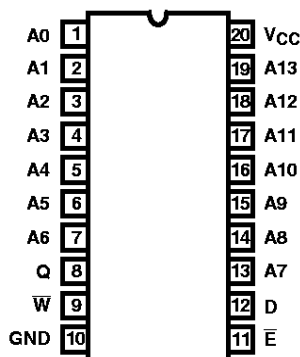 A0 1 20 VCC
A1 2 19 A13
A2 3 18 A12
A3 4 17 A11
A4 5 16 A10
A5 6 15 A9
A6 7 14 A8
Q 8 13 A7
W̅ 9 12 D
GND 10 11 E̅